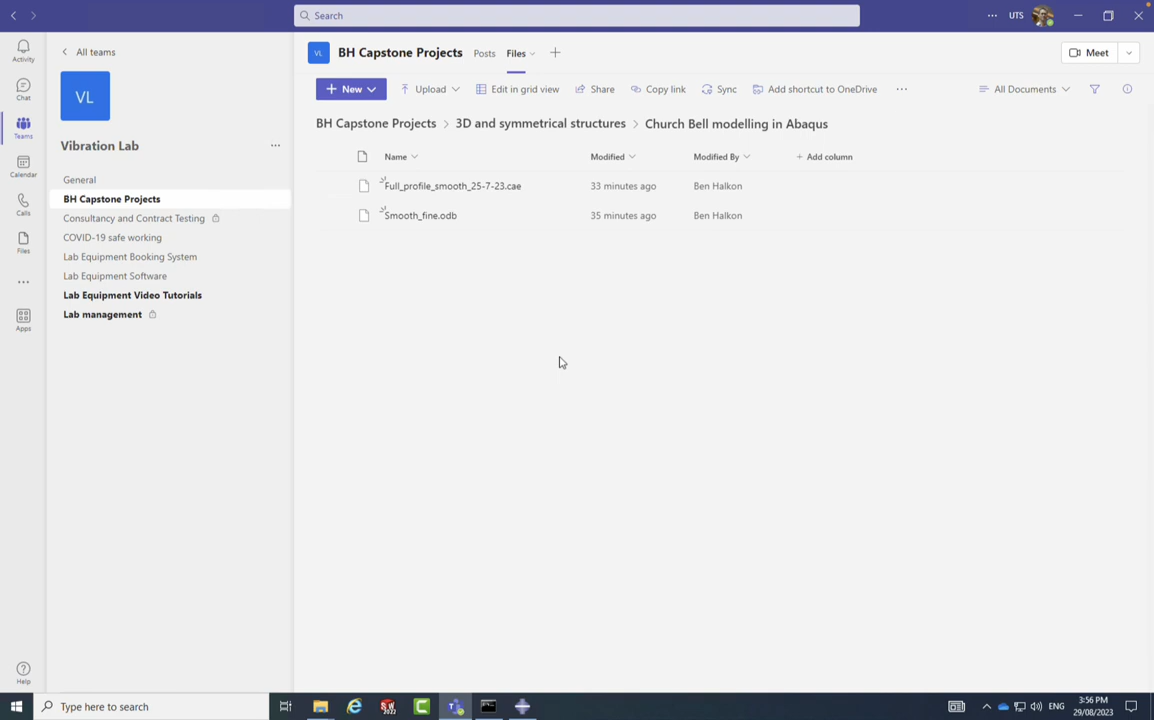 Search
UTS
Activity
Chat
Teams
Calendar
Calls
Files
Apps
Help
All teams
VL
Vibration Lab
General
BH Capstone Projects
Consultancy and Contract Testing
COVID-19 safe working
Lab Equipment Booking System
Lab Equipment Software
Lab Equipment Video Tutorials
Lab management
VL BH Capstone Projects Posts Files Meet
New Upload Edit in grid view Share Copy link Sync Add shortcut to OneDrive All Documents
BH Capstone Projects > 3D and symmetrical structures > Church Bell modelling in Abaqus
Name Modified Modified By + Add column
Full_profile_smooth_25-7-23.cae 33 minutes ago Ben Halkon
Smooth_fine.odb 35 minutes ago Ben Halkon
Type here to search
SW
2022
ENG
3:56 PM
29/08/2023